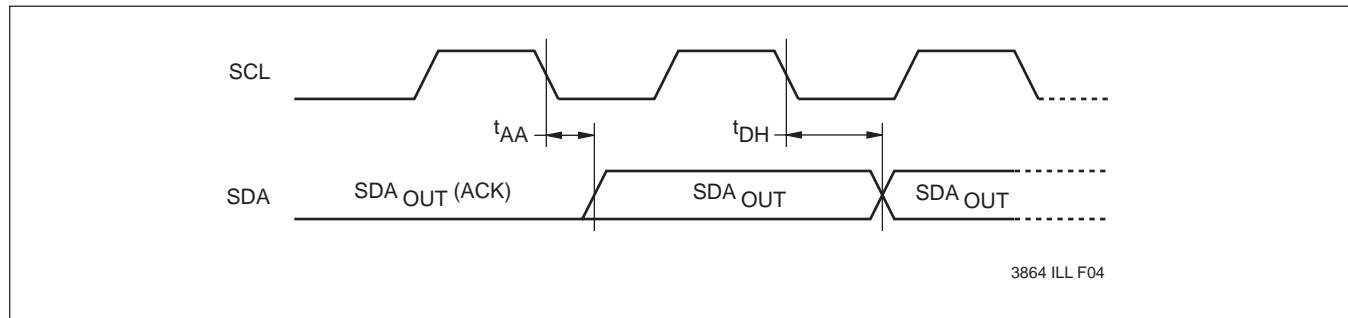 SCL
tAA
tDH
SDA
SDA OUT (ACK)
SDA OUT
SDA OUT
3864 ILL F04